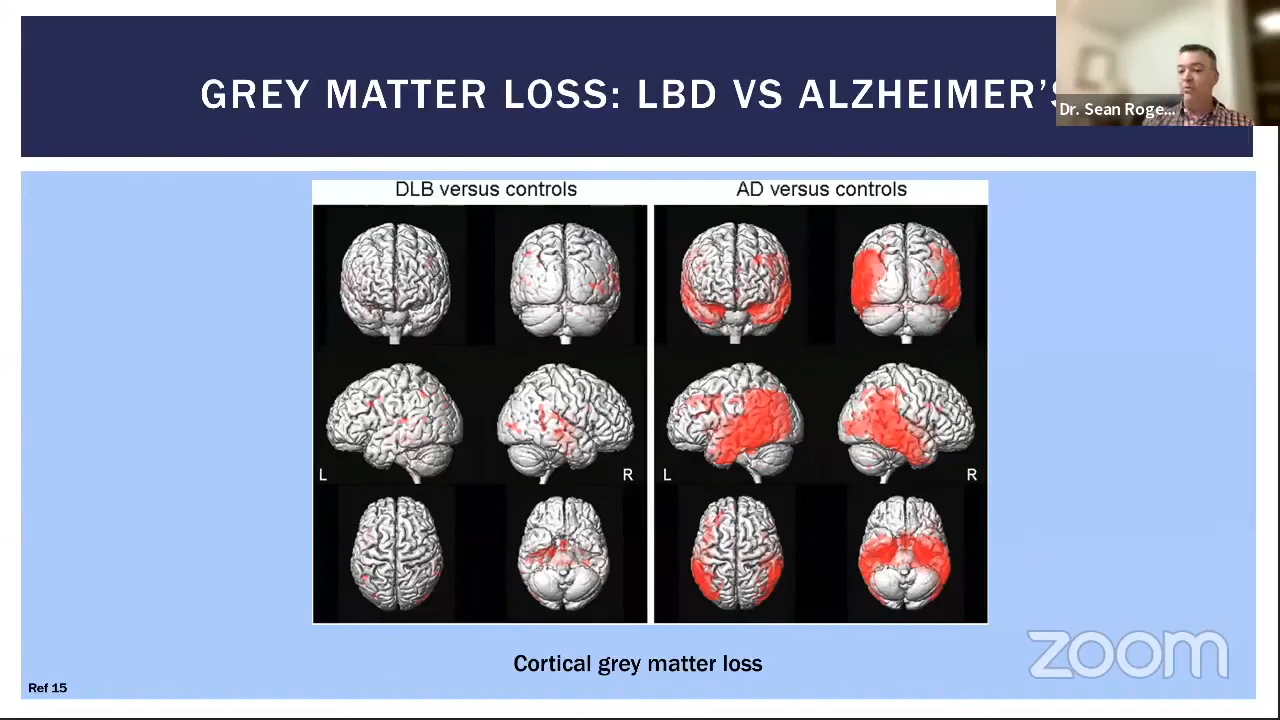 GREY MATTER LOSS: LBD VS ALZHEIMER'S
Dr. Sean Roge...
DLB versus controls
AD versus controls
L
R
L
R
Cortical grey matter loss
zoom
Ref 15